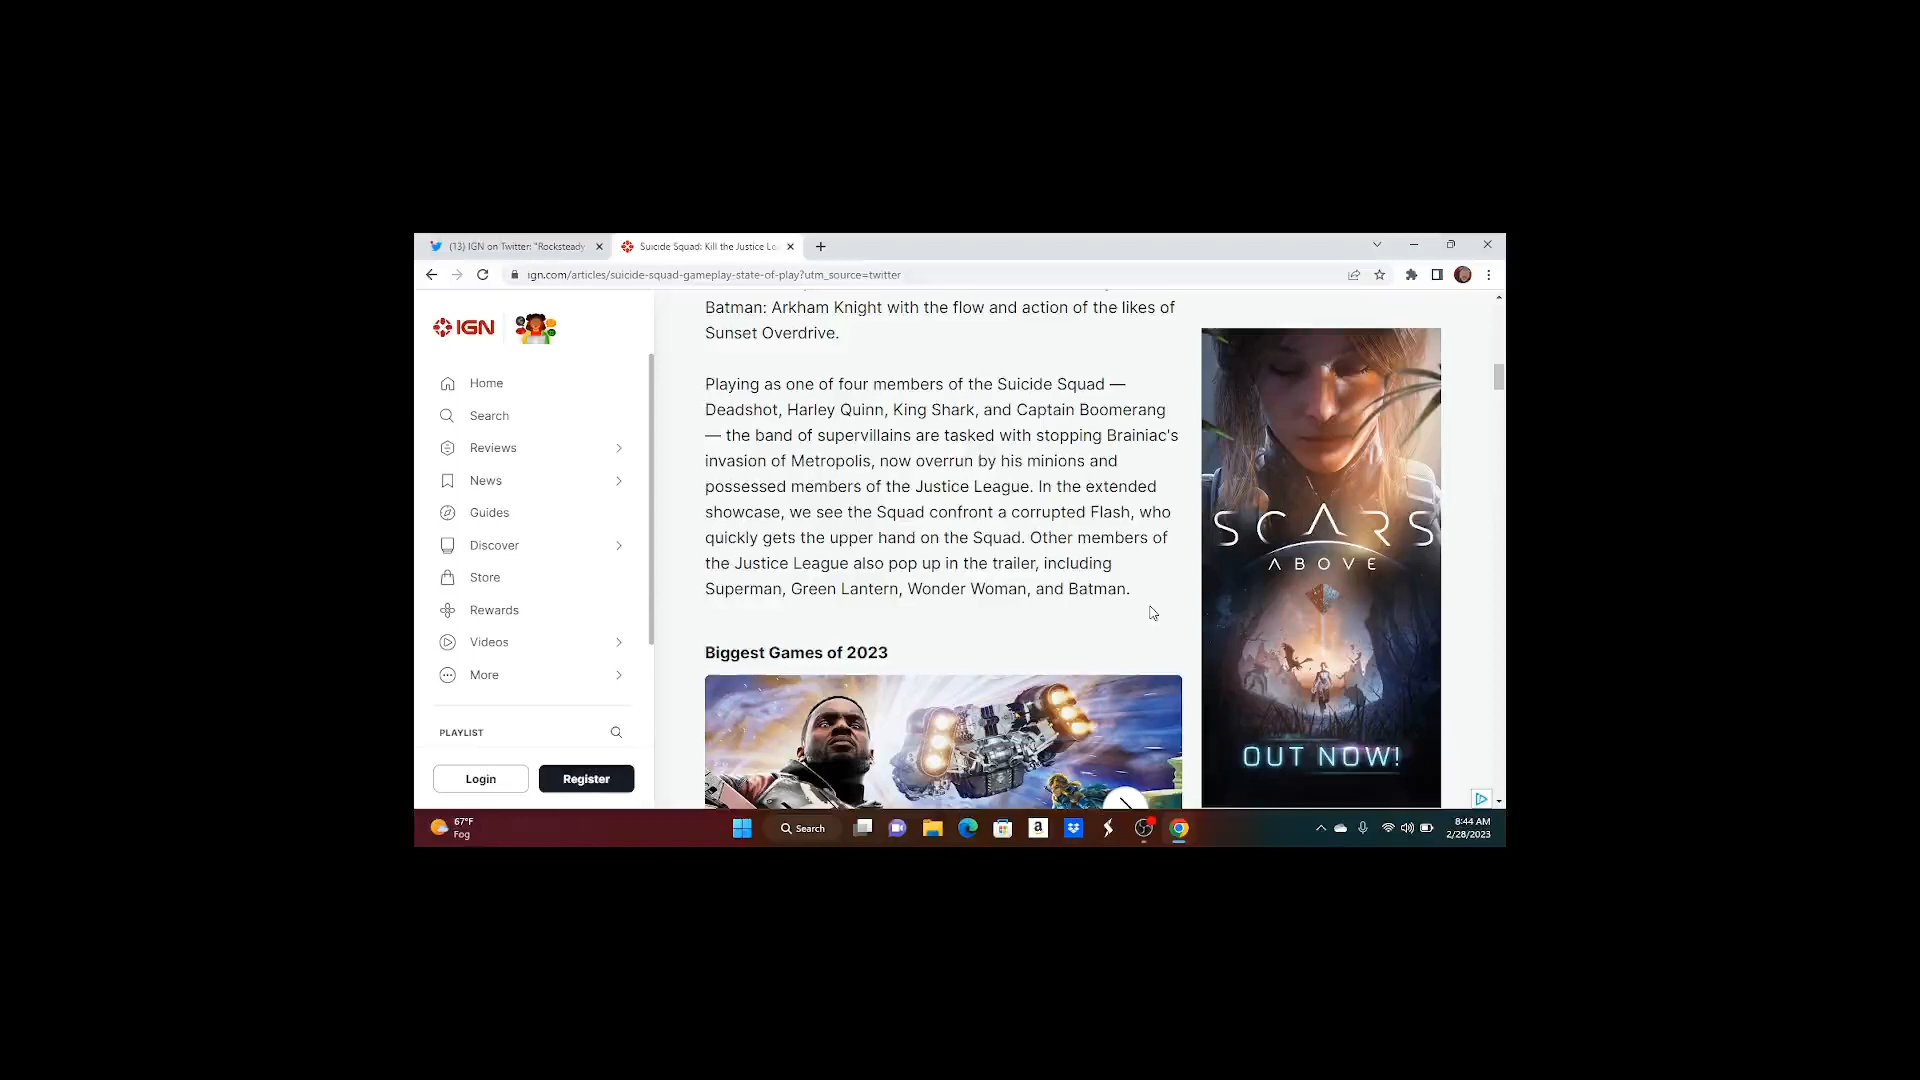 (13) IGN on Twitter: "Rocksteady
Suicide Squad: Kill the Justice Le
ign.com/articles/suicide-squad-gameplay-state-of-play?utm_source=twitter
IGN
Home
Search
Reviews
News
Guides
Discover
Store
Rewards
Videos
More
PLAYLIST
Login
Register
Batman: Arkham Knight with the flow and action of the likes of
Sunset Overdrive.
Playing as one of four members of the Suicide Squad —
Deadshot, Harley Quinn, King Shark, and Captain Boomerang
— the band of supervillains are tasked with stopping Brainiac's
invasion of Metropolis, now overrun by his minions and
possessed members of the Justice League. In the extended
showcase, we see the Squad confront a corrupted Flash, who
quickly gets the upper hand on the Squad. Other members of
the Justice League also pop up in the trailer, including
Superman, Green Lantern, Wonder Woman, and Batman.
Biggest Games of 2023
SCARS
ABOVE
OUT NOW!
67°F
Fog
Search
a
8:44 AM
2/28/2023